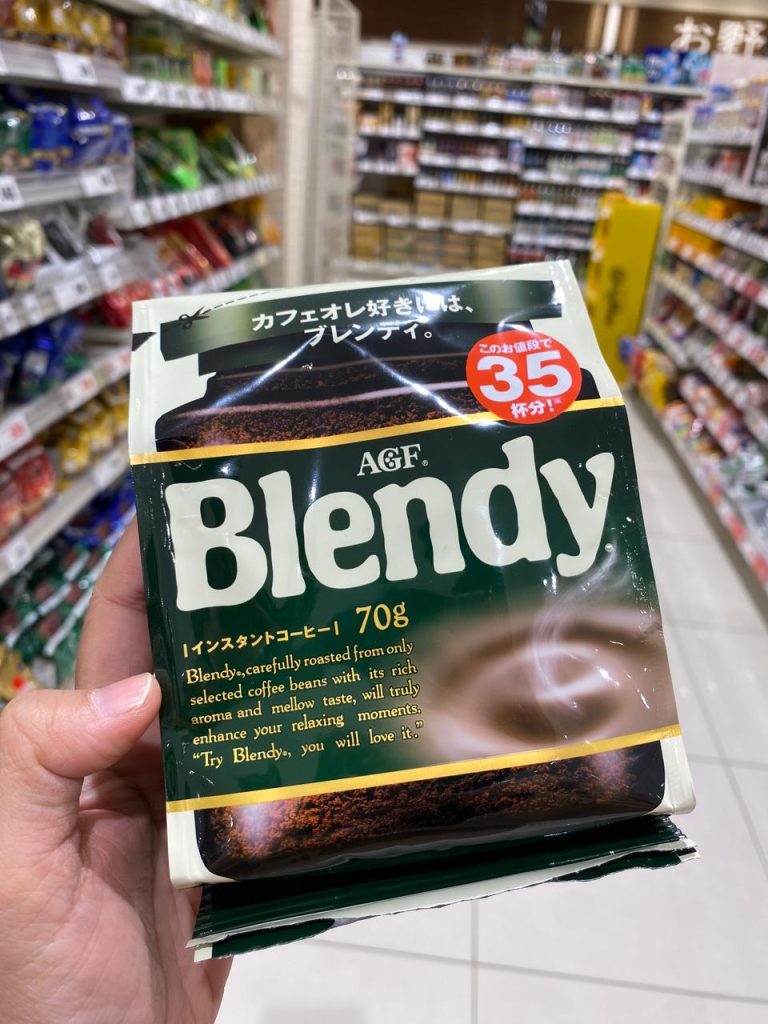 お野
カフェオレ好きには、
ブレンディ。
このお値段で
35
杯分!※
AGF®
Blendy®
インスタントコーヒー 70g
Blendy®, carefully roasted from only
selected coffee beans with its rich
aroma and mellow taste, will truly
enhance your relaxing moments.
"Try Blendy®, you will love it."